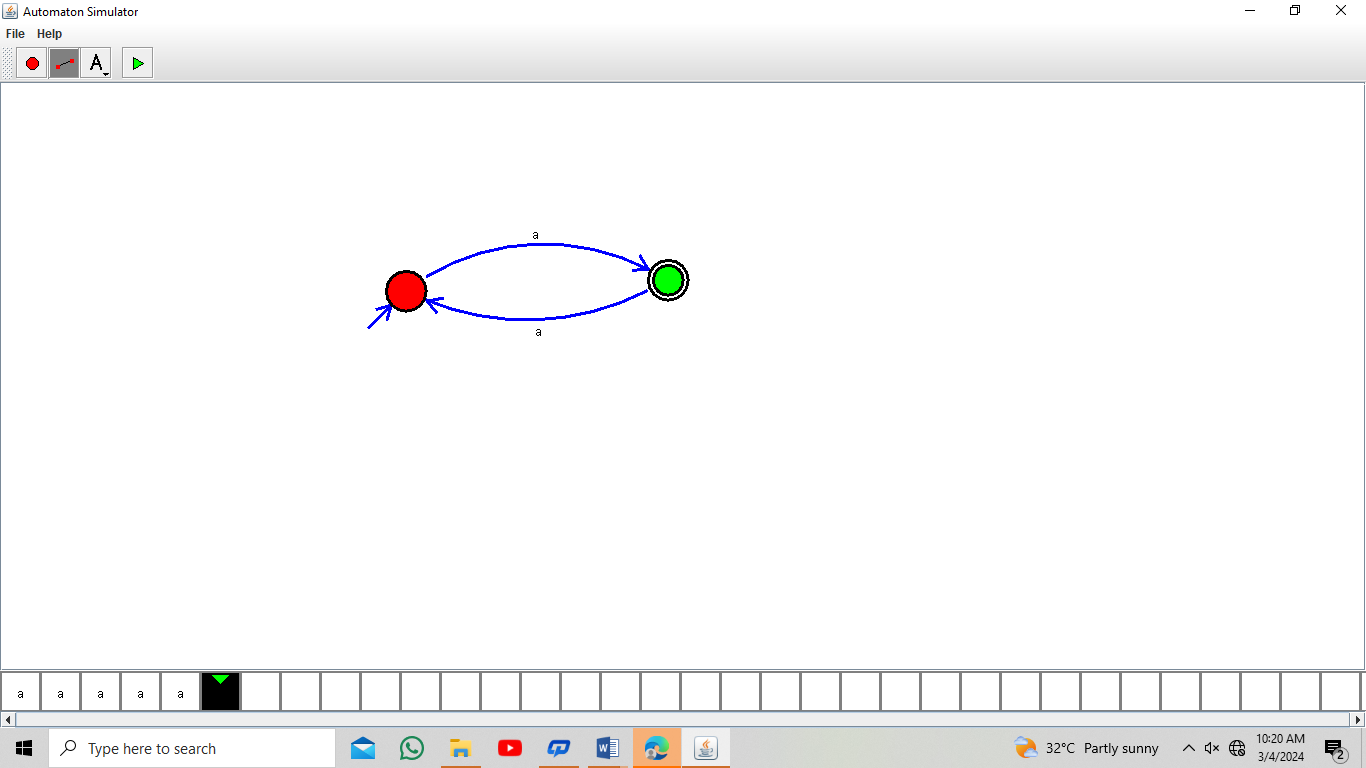 Automaton Simulator
File Help
A
a
a
a a a a a
Type here to search
32°C Partly sunny
10:20 AM
3/4/2024
2